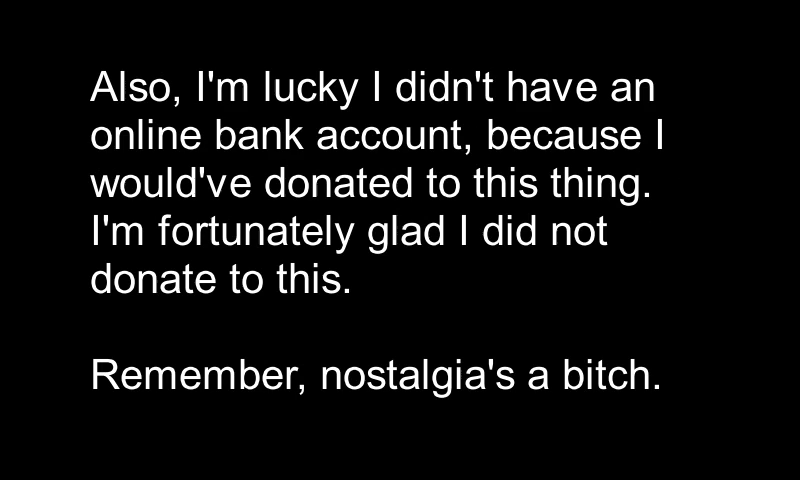 Also, I'm lucky I didn't have an
online bank account, because I
would've donated to this thing.
I'm fortunately glad I did not
donate to this.
Remember, nostalgia's a bitch.